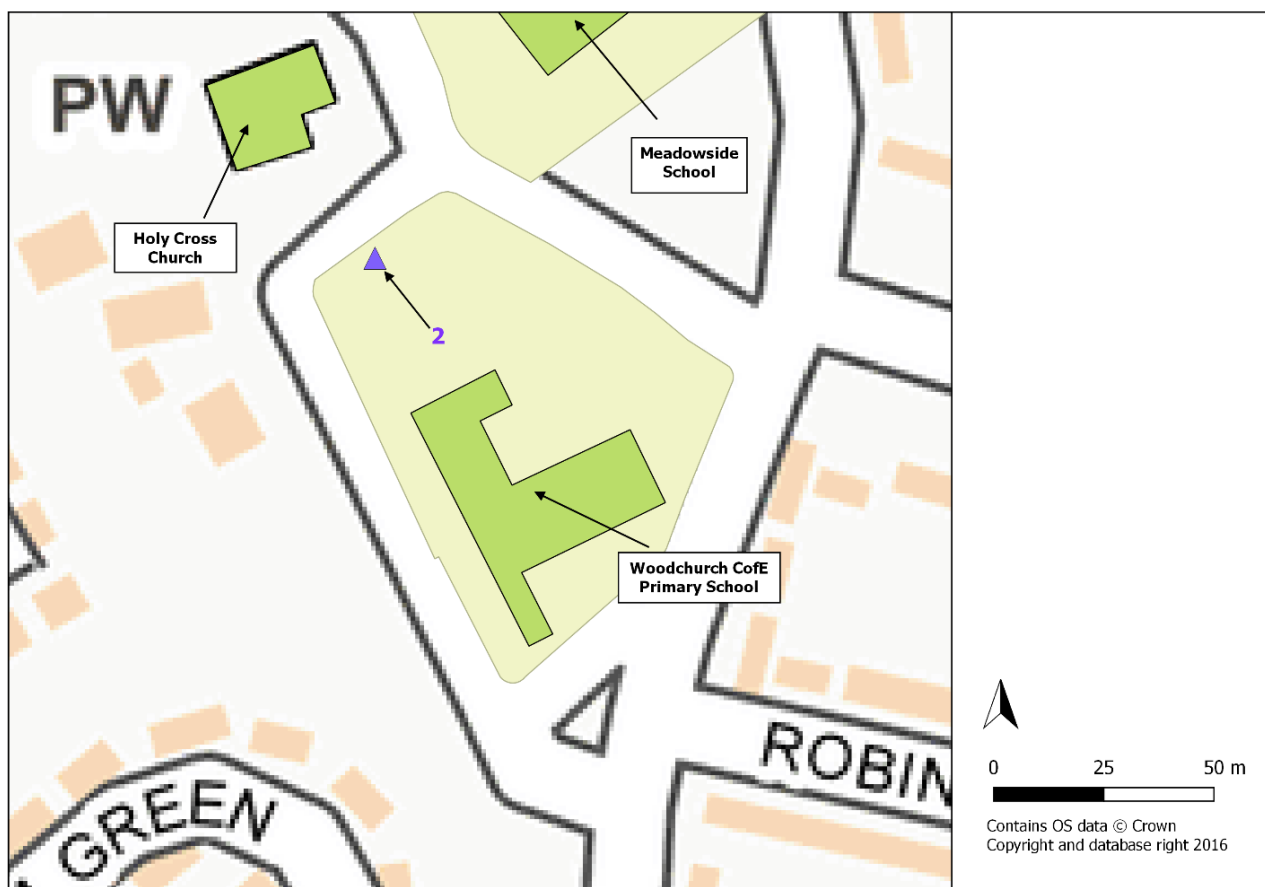 PW
Meadowside
School
Holy Cross
Church
2
Woodchurch CofE
Primary School
ROBIN
GREEN
0 25 50 m
Contains OS data © Crown
Copyright and database right 2016